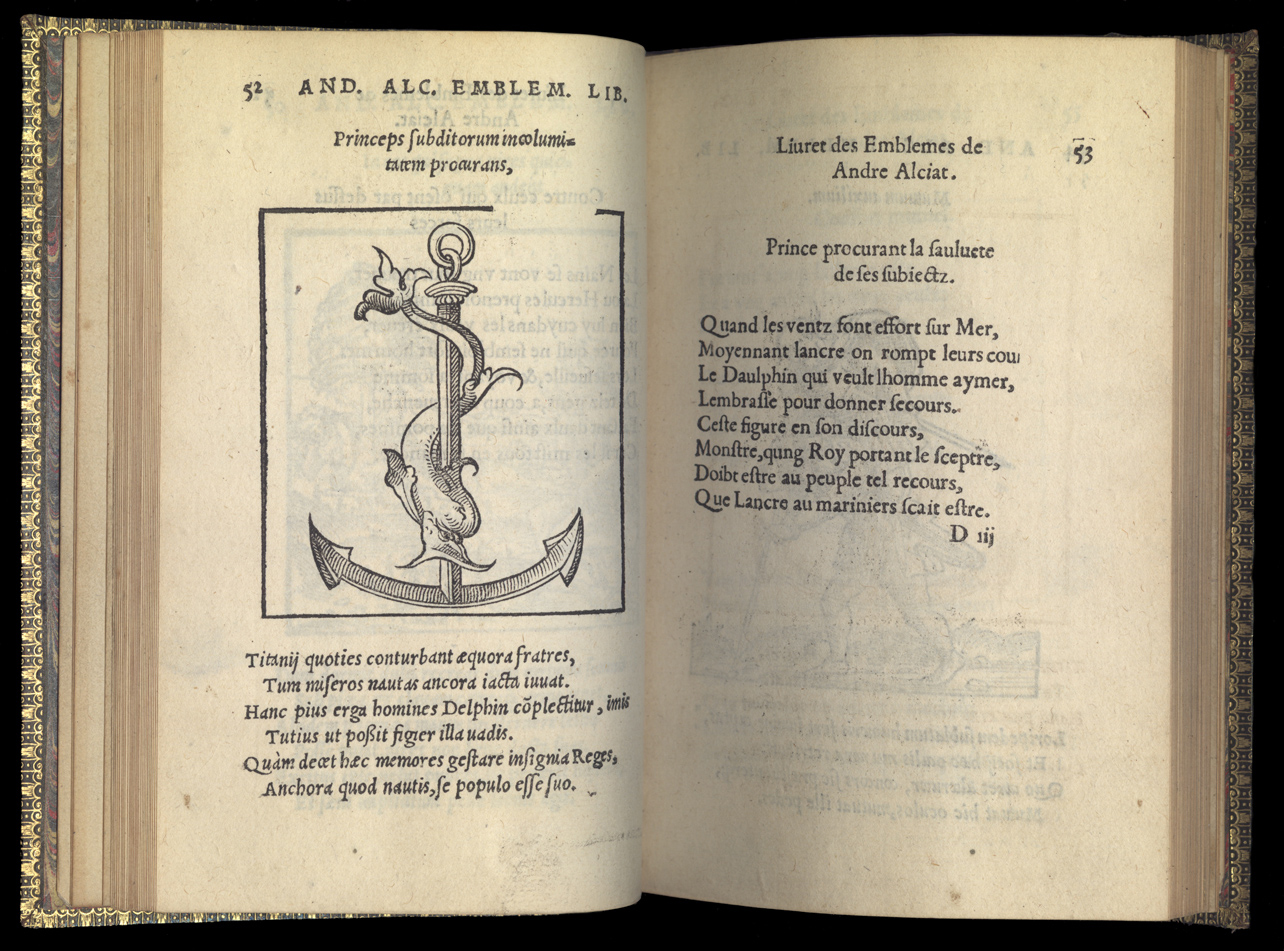 52 AND. ALC. EMBLEM. LIB.
Princeps ſubditorum incolumi=
tatem procurans,
Titanij quoties conturbant æquora fratres,
Tum miſeros nautas ancora iacta iuuat.
Hanc pius erga homines Delphin cõplectitur, imis
Tutius ut poßit figier illa uadis.
Quàm decet hæc memores geſtare inſignia Reges,
Anchora quod nautis, ſe populo eſſe ſuo.
Liuret des Emblemes de 53
Andre Alciat.
Prince procurant la ſauluete
de ſes ſubiectz.
Quand les ventz font effort ſur Mer,
Moyennant lancre on rompt leurs cou
Le Daulphin qui veult lhomme aymer,
Lembraſſe pour donner ſecours.
Ceſte figure en ſon diſcours,
Monſtre, qung Roy portant le ſceptre,
Doibt eſtre au peuple tel recours,
Que Lancre au mariniers ſcait eſtre.
D iij